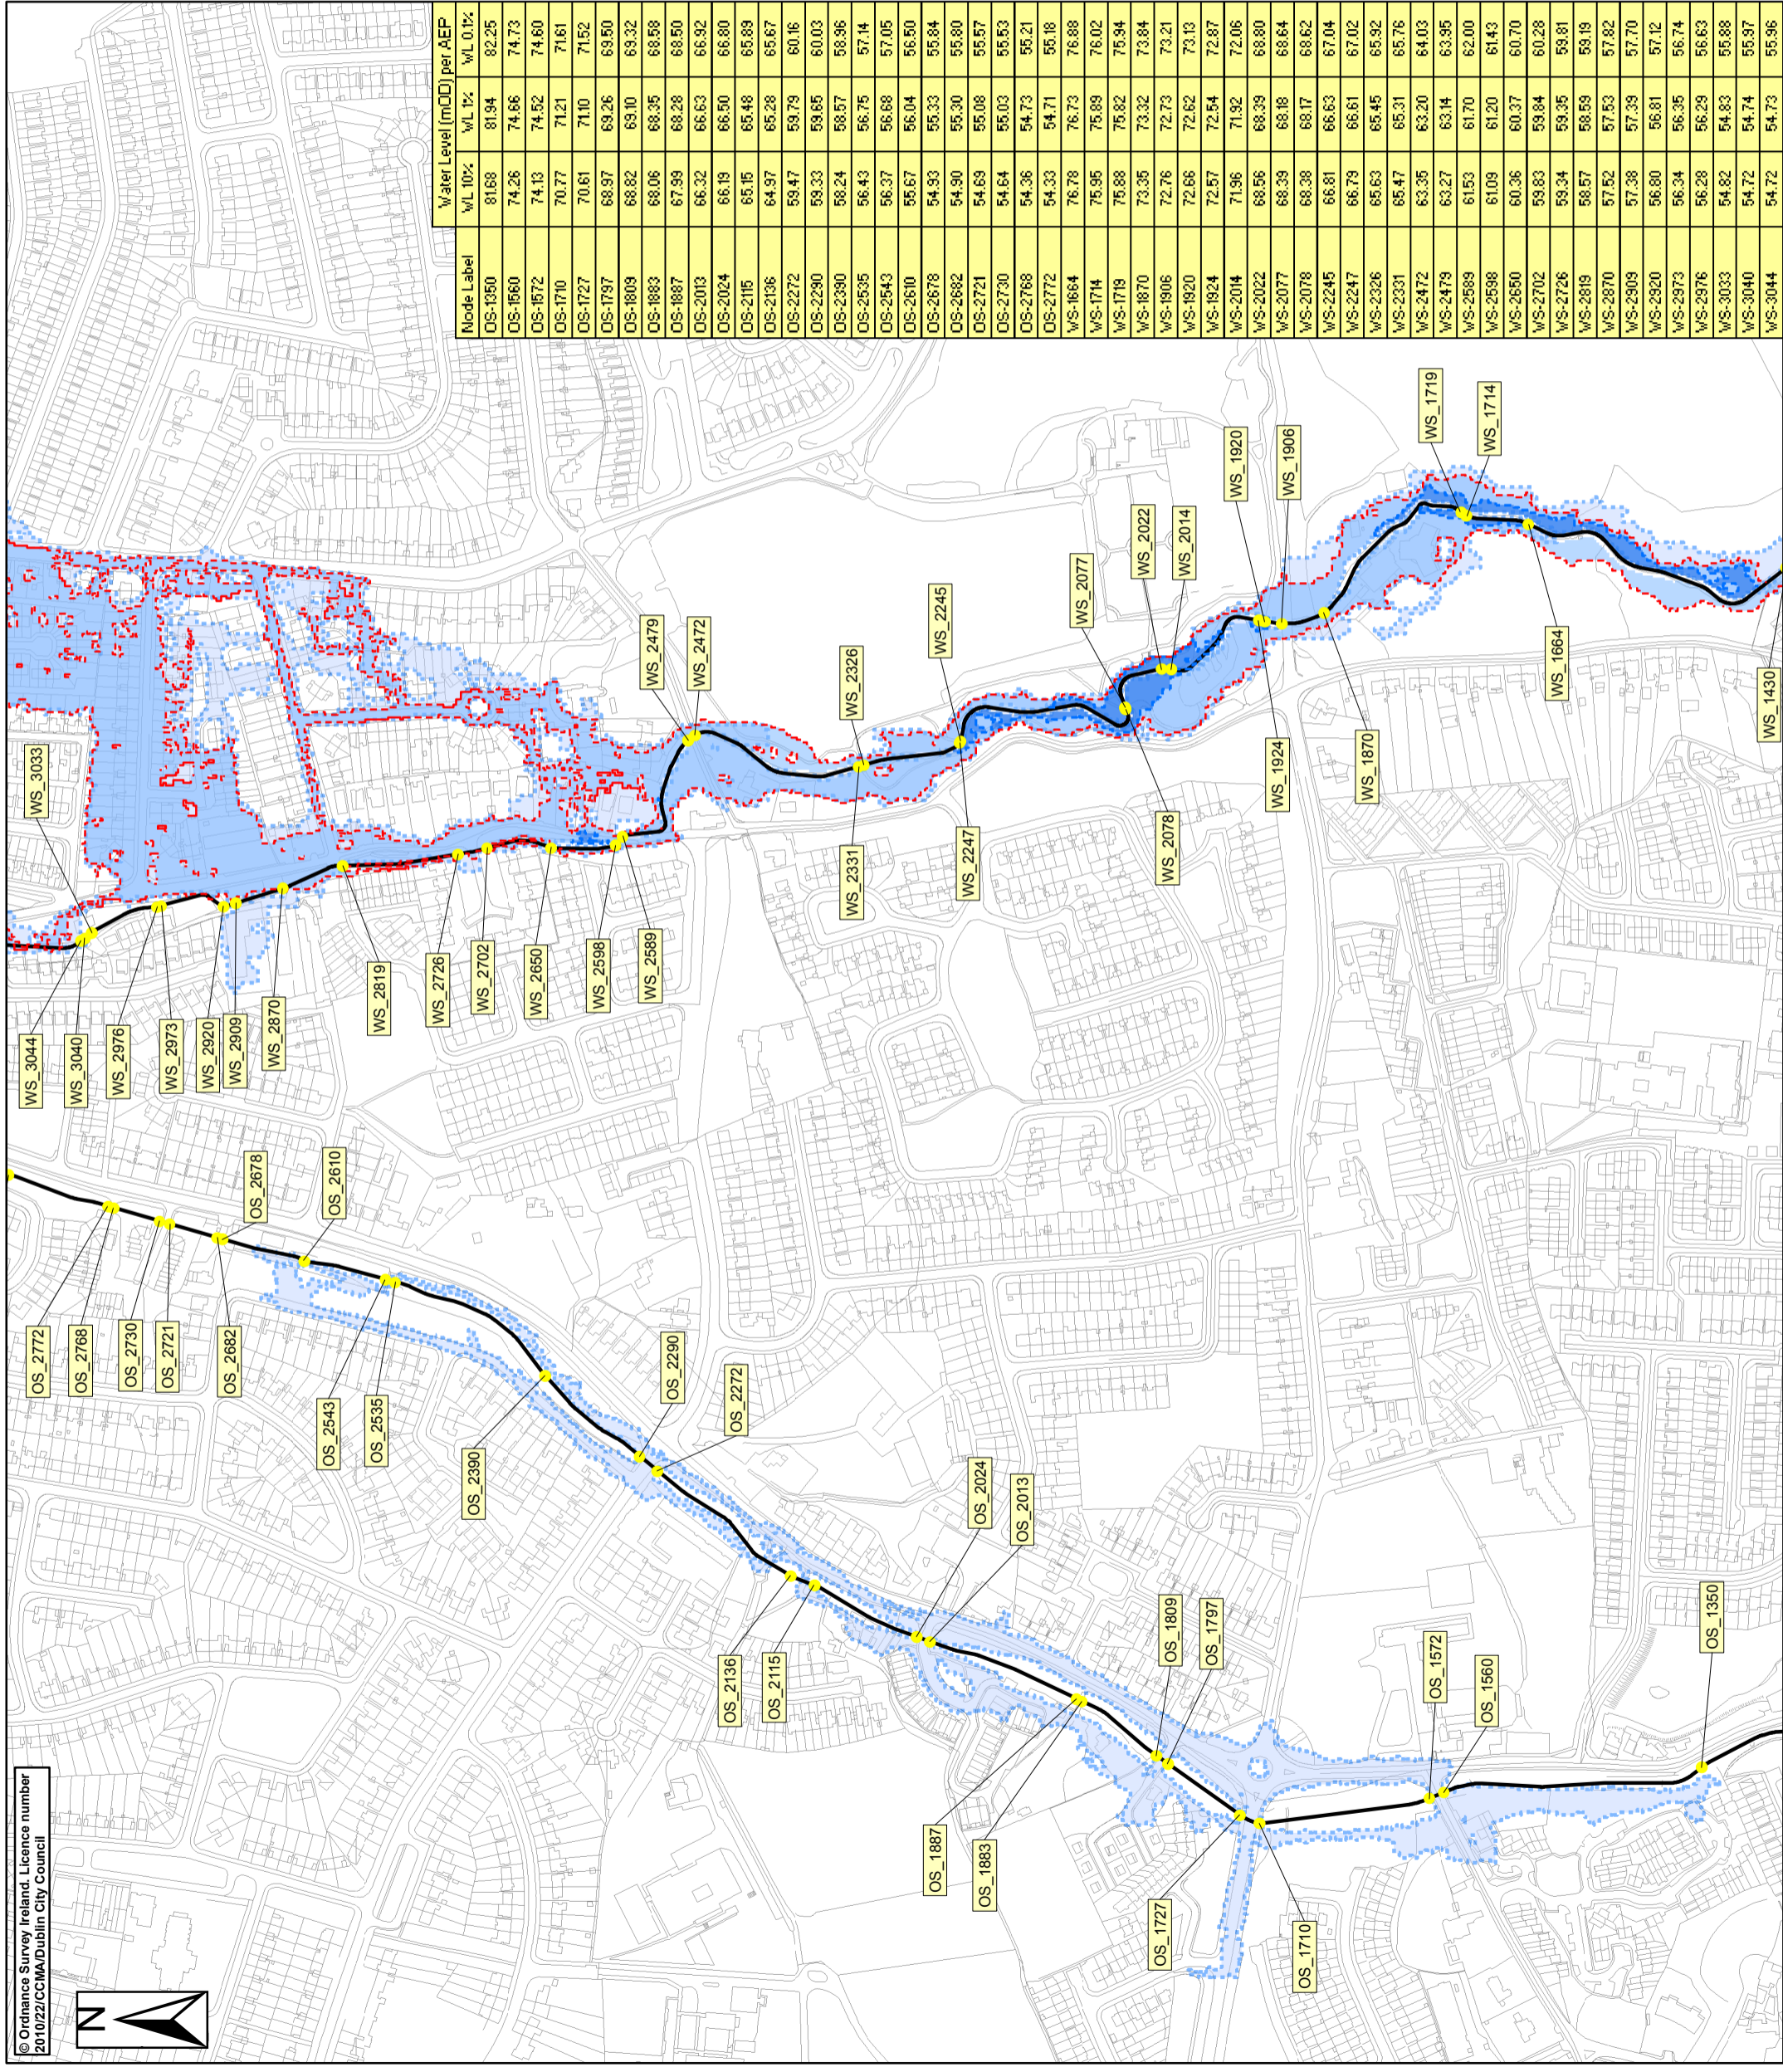 © Ordnance Survey Ireland. Licence number
2010/22/CCMA/Dublin City Council
N
OS_2772
OS_2768
OS_2730
OS_2721
OS_2682
OS_2678
OS_2610
OS_2543
OS_2535
OS_2390
OS_2290
OS_2272
OS_2136
OS_2115
OS_2024
OS_2013
OS_1887
OS_1883
OS_1809
OS_1797
OS_1727
OS_1710
OS_1572
OS_1560
OS_1350
WS_3044
WS_3033
WS_3040
WS_2976
WS_2973
WS_2920
WS_2909
WS_2870
WS_2819
WS_2726
WS_2702
WS_2650
WS_2598
WS_2589
WS_2479
WS_2472
WS_2331
WS_2326
WS_2247
WS_2245
WS_2078
WS_2077
WS_2022
WS_2014
WS_1924
WS_1920
WS_1906
WS_1870
WS_1719
WS_1714
WS_1664
WS_1430
Water Level (mOD) per AEP
Node Label WL 10% WL 1% WL 0.1%
OS-1350 81.68 81.94 82.25
OS-1560 74.26 74.66 74.73
OS-1572 74.13 74.52 74.60
OS-1710 70.77 71.21 71.61
OS-1727 70.61 71.10 71.52
OS-1797 68.97 69.26 69.50
OS-1809 68.82 69.10 69.32
OS-1883 68.06 68.35 68.58
OS-1887 67.99 68.28 68.50
OS-2013 66.32 66.63 66.92
OS-2024 66.19 66.50 66.80
OS-2115 65.15 65.48 65.89
OS-2136 64.97 65.28 65.67
OS-2272 59.47 59.79 60.16
OS-2290 59.33 59.65 60.03
OS-2390 58.24 58.57 58.96
OS-2535 56.43 56.75 57.14
OS-2543 56.37 56.68 57.05
OS-2610 55.67 56.04 56.50
OS-2678 54.93 55.33 55.84
OS-2682 54.90 55.30 55.80
OS-2721 54.69 55.08 55.57
OS-2730 54.64 55.03 55.53
OS-2768 54.36 54.73 55.21
OS-2772 54.33 54.71 55.18
WS-1664 76.78 76.73 76.88
WS-1714 75.95 75.89 76.02
WS-1719 75.88 75.82 75.94
WS-1870 73.35 73.32 73.84
WS-1906 72.76 72.73 73.21
WS-1920 72.66 72.62 73.13
WS-1924 72.57 72.54 72.87
WS-2014 71.96 71.92 72.06
WS-2022 68.56 68.39 68.80
WS-2077 68.39 68.18 68.64
WS-2078 68.38 68.17 68.62
WS-2245 66.81 66.63 67.04
WS-2247 66.79 66.61 67.02
WS-2326 65.63 65.45 65.92
WS-2331 65.47 65.31 65.76
WS-2472 63.35 63.20 64.03
WS-2479 63.27 63.14 63.95
WS-2589 61.53 61.70 62.00
WS-2598 61.09 61.20 61.43
WS-2650 60.36 60.37 60.70
WS-2702 59.83 59.84 60.28
WS-2726 59.34 59.35 59.81
WS-2819 58.57 58.59 59.19
WS-2870 57.52 57.53 57.82
WS-2909 57.38 57.39 57.70
WS-2920 56.80 56.81 57.12
WS-2973 56.34 56.35 56.74
WS-2976 56.28 56.29 56.63
WS-3033 54.82 54.83 55.88
WS-3040 54.72 54.74 55.97
WS-3044 54.72 54.73 55.96